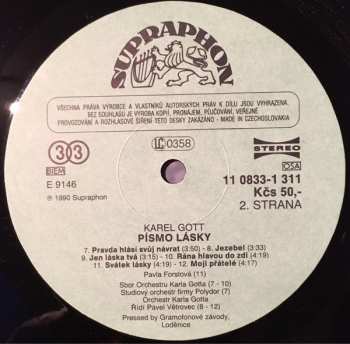 SUPRAPHON
VŠECHNA PRÁVA VÝROBCE A VLASTNÍKŮ AUTORSKÝCH PRÁV K DÍLU JSOU VYHRAZENA.
BEZ SOUHLASU JE VÝROBA KOPIÍ, PRONÁJEM, PŮJČOVÁNÍ, VEŘEJNÉ
PROVOZOVÁNÍ A ROZHLASOVÉ ŠÍŘENÍ TÉTO DESKY ZAKÁZÁNO - MADE IN CZECHOSLOVAKIA
33
LC 0358
STEREO
BIEM
OSA
E 9146
11 0833-1 311
Kčs 50,-
℗ 1990 Supraphon
2. STRANA
KAREL GOTT
PÍSMO LÁSKY
7. Pravda hlásí svůj návrat (3:50) - 8. Jezebel (3:33)
9. Jen láska tvá (3:15) - 10. Rána hlavou do zdi (4:19)
11. Svátek lásky (4:19) - 12. Moji přátelé (4:17)
Pavla Forstová (11)
Sbor Orchestru Karla Gotta (7 - 10)
Studiový orchestr firmy Polydor (7)
Orchestr Karla Gotta
Řídí Pavel Větrovec (8 - 12)
Pressed by Gramofonové závody,
Loděnice